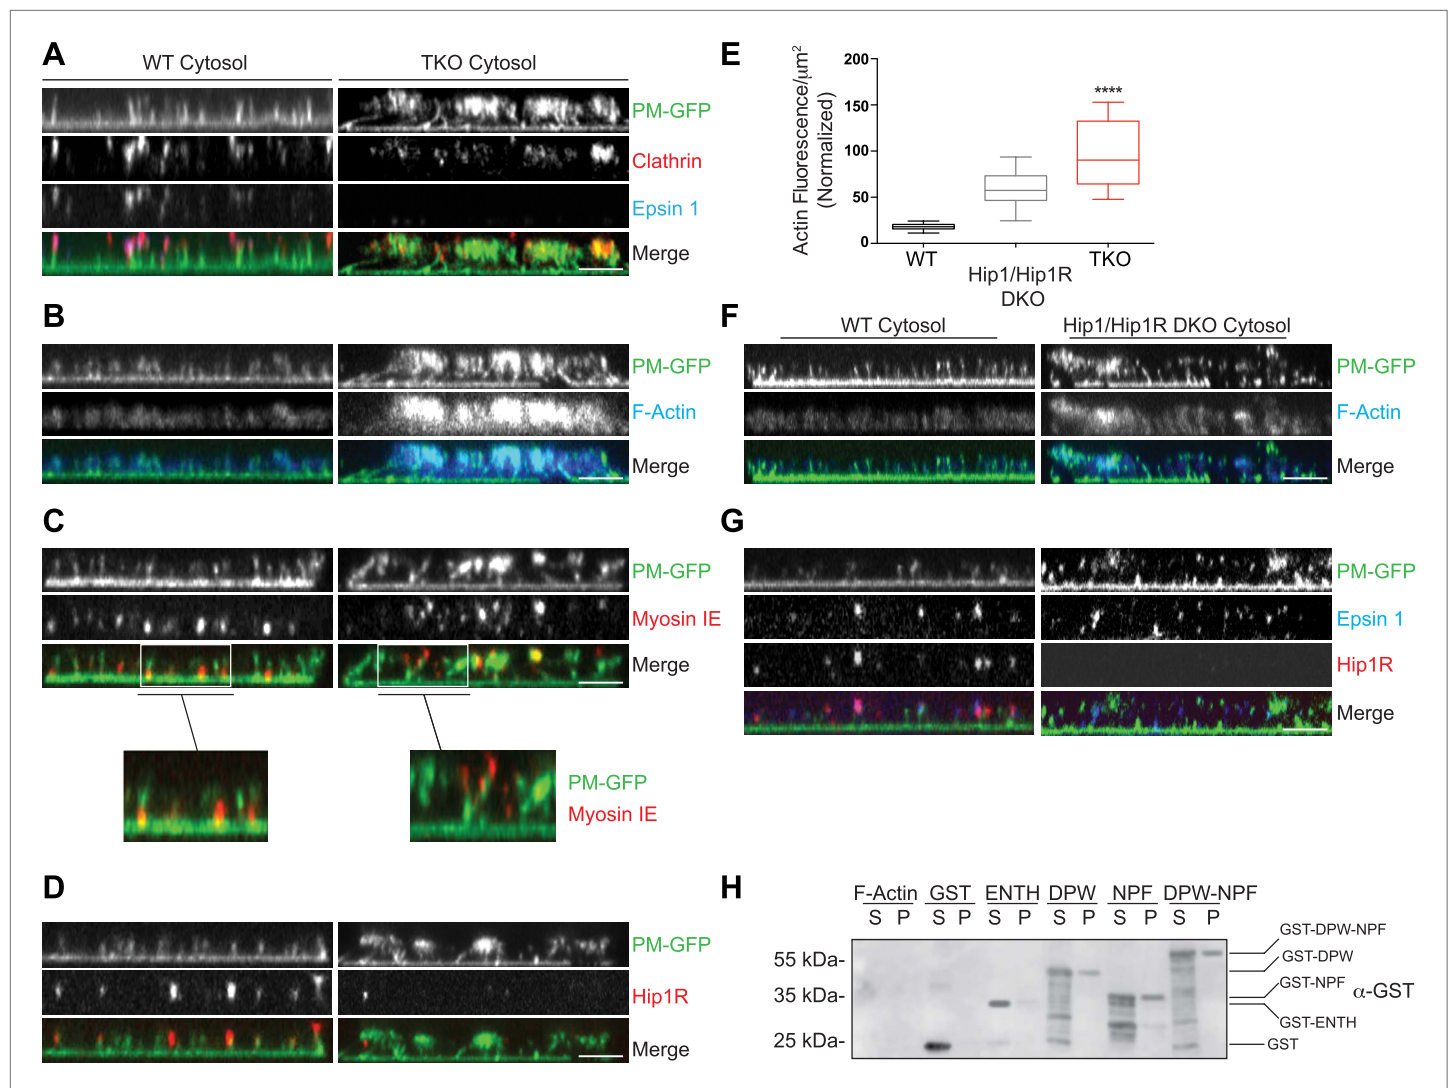 A
WT Cytosol
TKO Cytosol
PM-GFP
Clathrin
Epsin 1
Merge
B
PM-GFP
F-Actin
Merge
C
PM-GFP
Myosin IE
Merge
PM-GFP
Myosin IE
D
PM-GFP
Hip1R
Merge
E
Actin Fluorescence/µm2
(Normalized)
200
150
100
50
0
****
WT
Hip1/Hip1R
DKO
TKO
F
WT Cytosol
Hip1/Hip1R DKO Cytosol
PM-GFP
F-Actin
Merge
G
PM-GFP
Epsin 1
Hip1R
Merge
H
F-Actin GST ENTH DPW NPF DPW-NPF
S P S P S P S P S P S P
55 kDa-
35 kDa-
25 kDa-
GST-DPW-NPF
GST-DPW
GST-NPF
GST-ENTH
GST
α-GST